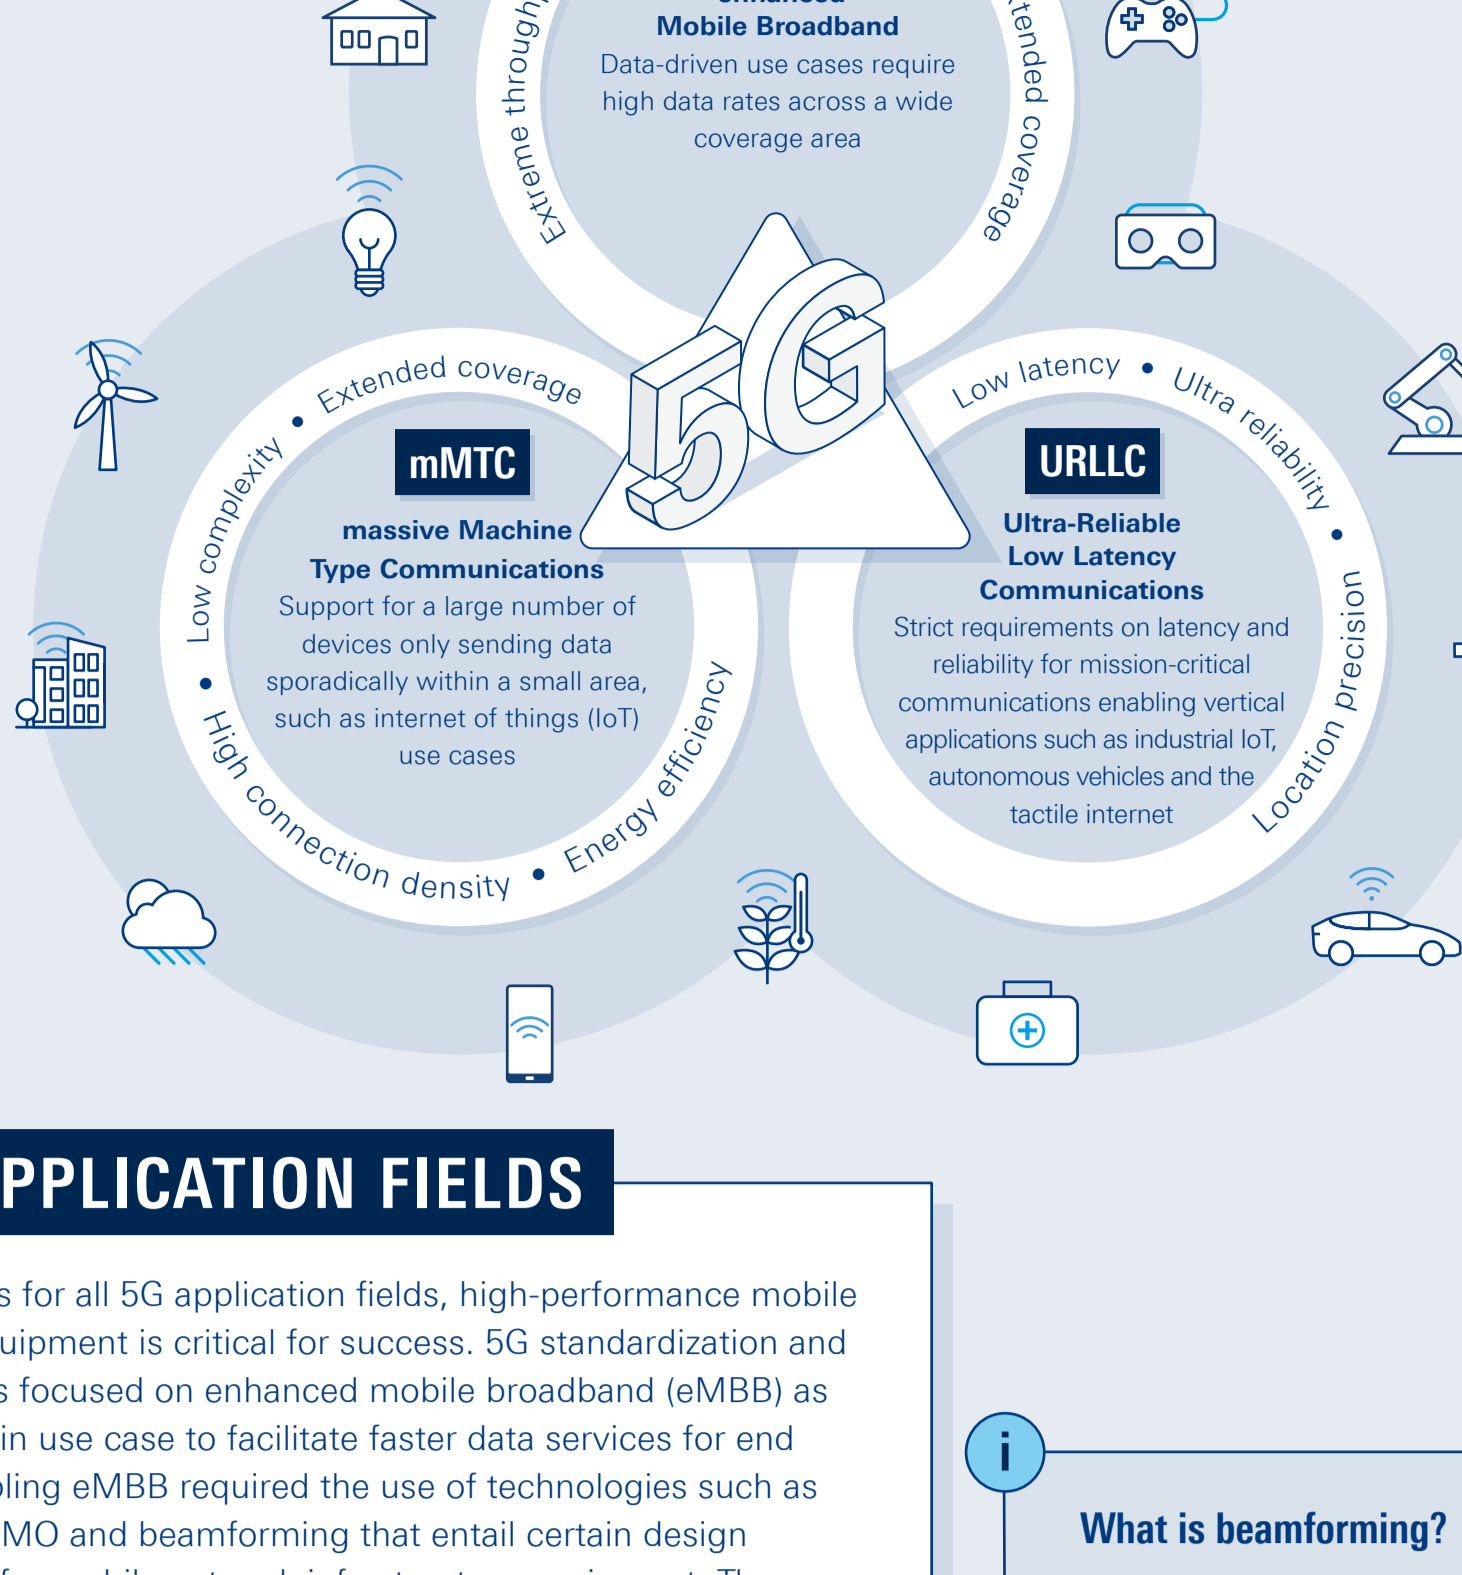 Mobile Broadband
Data-driven use cases require
high data rates across a wide
coverage area
Extreme
coverage
5G
Extended coverage
Low complexity
High connection density
Energy efficiency
mMTC
massive Machine
Type Communications
Support for a large number of
devices only sending data
sporadically within a small area,
such as internet of things (IoT)
use cases
Low latency • Ultra reliability •
Location precision
URLLC
Ultra-Reliable
Low Latency
Communications
Strict requirements on latency and
reliability for mission-critical
communications enabling vertical
applications such as industrial IoT,
autonomous vehicles and the
tactile internet
PPLICATION FIELDS
s for all 5G application fields, high-performance mobile
uipment is critical for success. 5G standardization and
s focused on enhanced mobile broadband (eMBB) as
in use case to facilitate faster data services for end
ling eMBB required the use of technologies such as
MO and beamforming that entail certain design
i
What is beamforming?